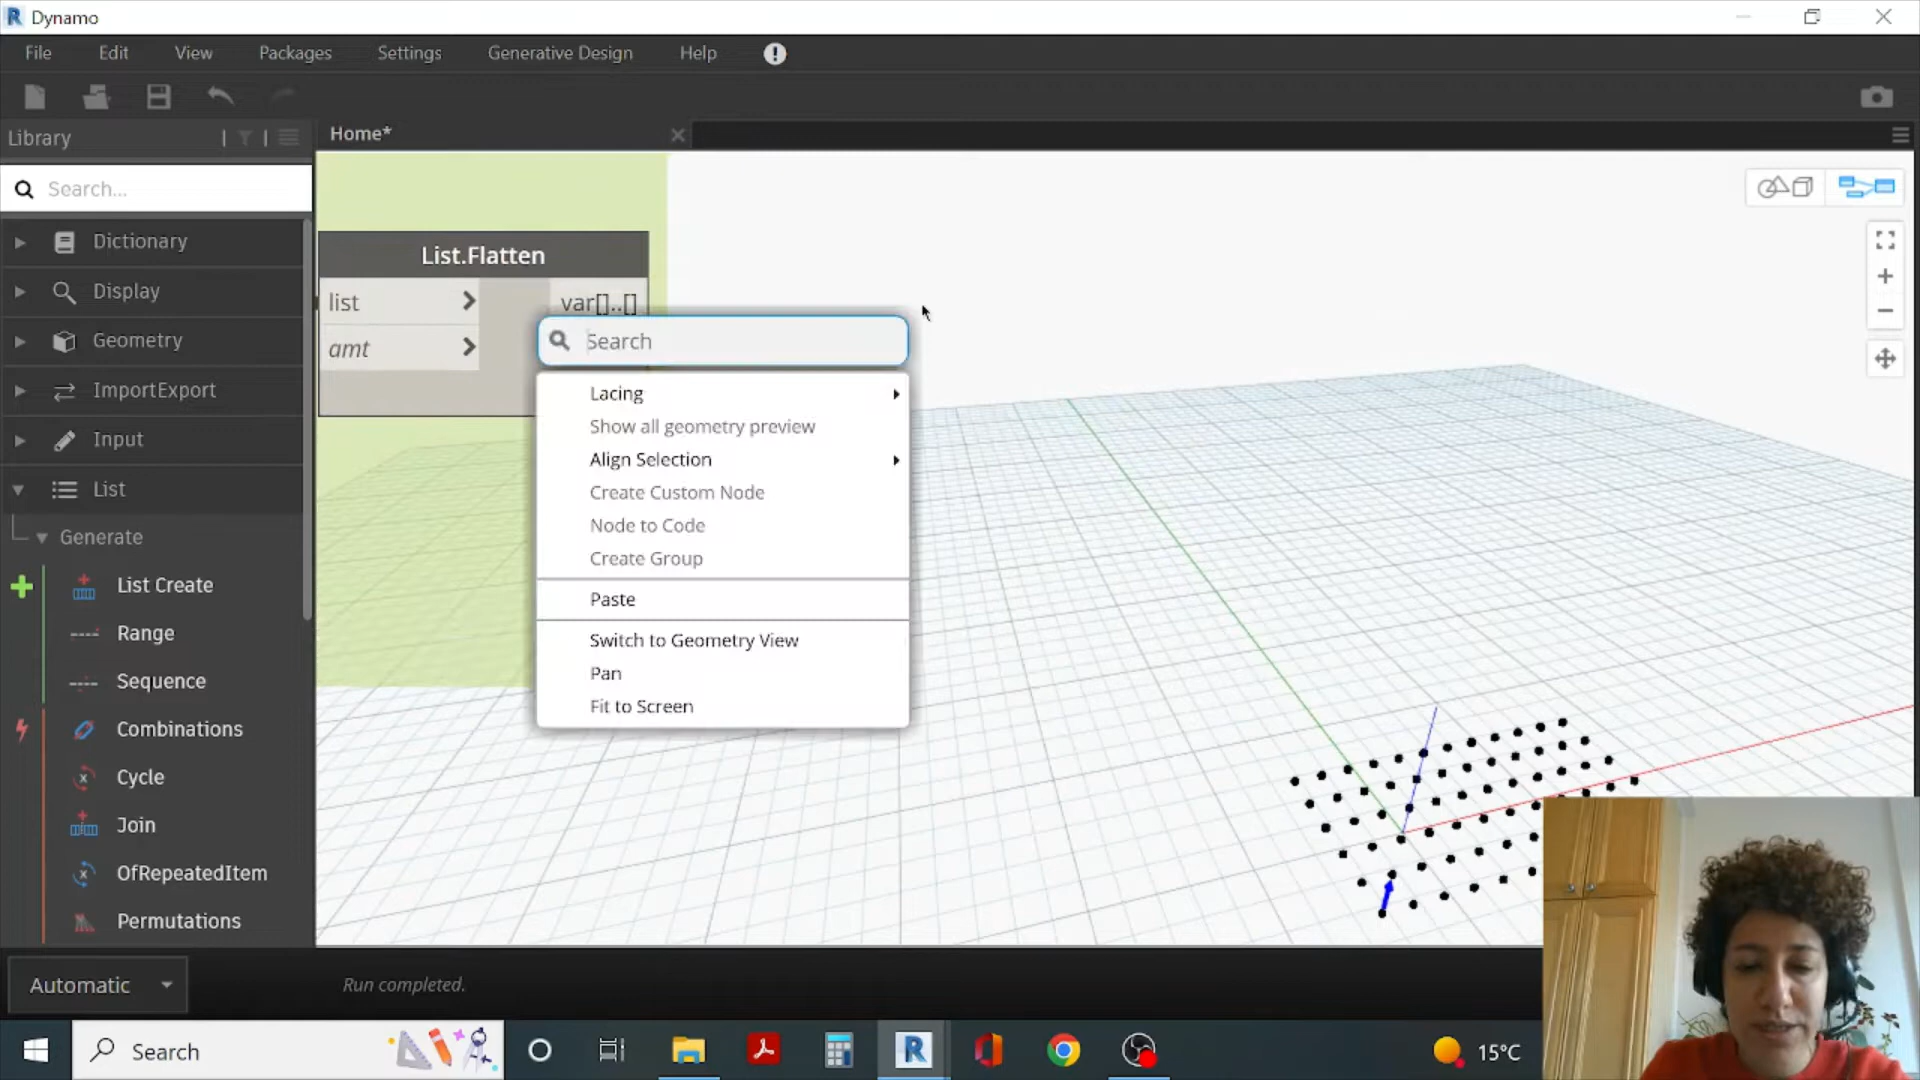 Dynamo
File Edit View Packages Settings Generative Design Help
Library
Home*
Search...
Dictionary
Display
Geometry
ImportExport
Input
List
Generate
List Create
Range
Sequence
Combinations
Cycle
Join
OfRepeatedItem
Permutations
List.Flatten
list
var[]..[]
amt
Search
Lacing
Show all geometry preview
Align Selection
Create Custom Node
Node to Code
Create Group
Paste
Switch to Geometry View
Pan
Fit to Screen
Automatic
Run completed.
Search
15°C